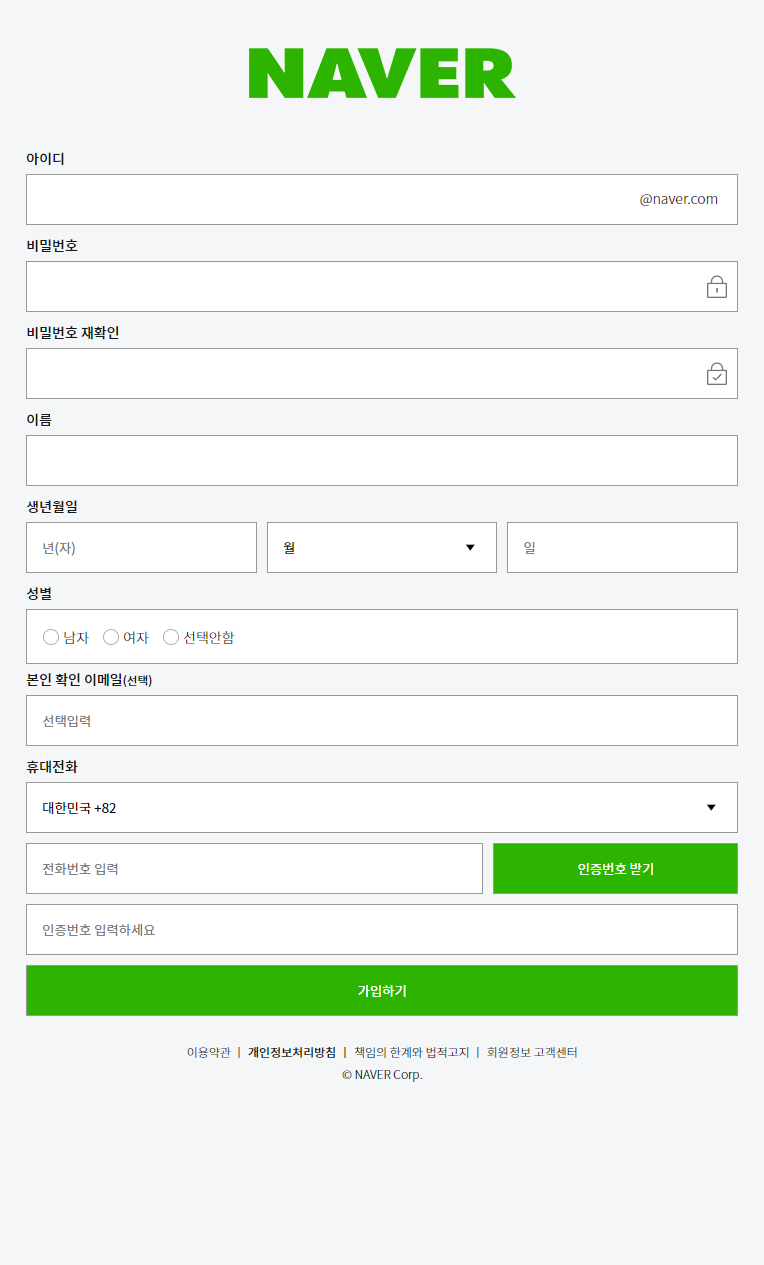 NAVER
아이디
@naver.com
비밀번호
비밀번호 재확인
이름
생년월일
년(자) 월 일
성별
남자 여자 선택안함
본인 확인 이메일(선택)
선택입력
휴대전화
대한민국 +82
전화번호 입력 인증번호 받기
인증번호 입력하세요
가입하기
이용약관 | 개인정보처리방침 | 책임의 한계와 법적고지 | 회원정보 고객센터
© NAVER Corp.